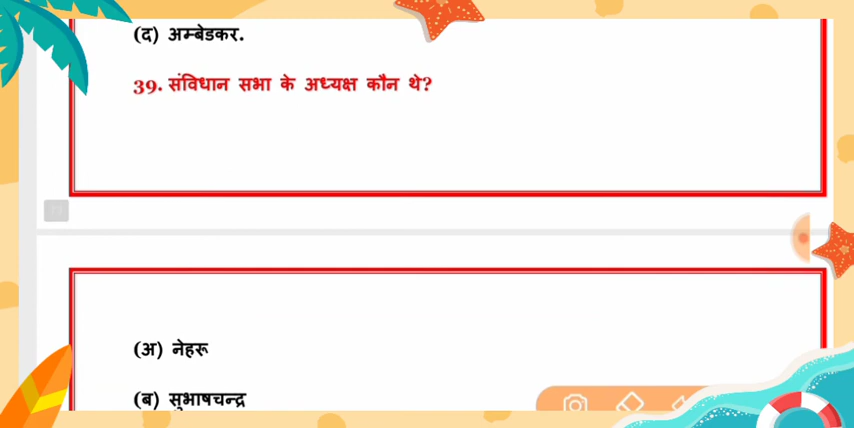 (द) अम्बेडकर.
39. संविधान सभा के अध्यक्ष कौन थे?
(अ) नेहरू
(ब) सुभाषचन्द्र